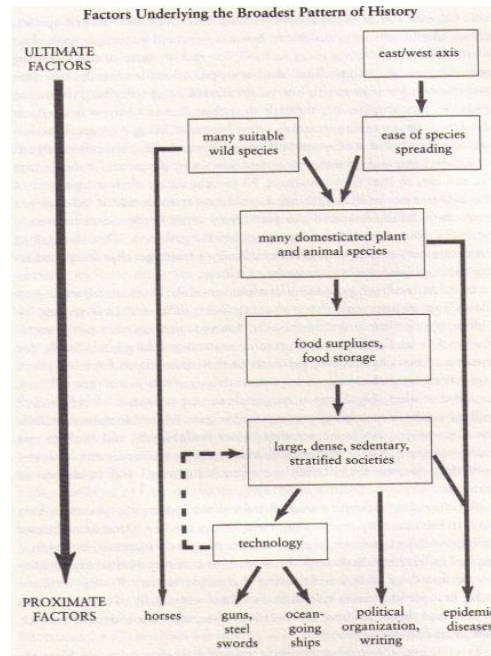 Factors Underlying the Broadest Pattern of History
ULTIMATE
FACTORS
east/west axis
many suitable
wild species
ease of species
spreading
many domesticated plant
and animal species
food surpluses,
food storage
large, dense, sedentary,
stratified societies
technology
PROXIMATE
FACTORS
horses
guns,
steel
swords
ocean-
going
ships
political
organization,
writing
epidemic
diseases